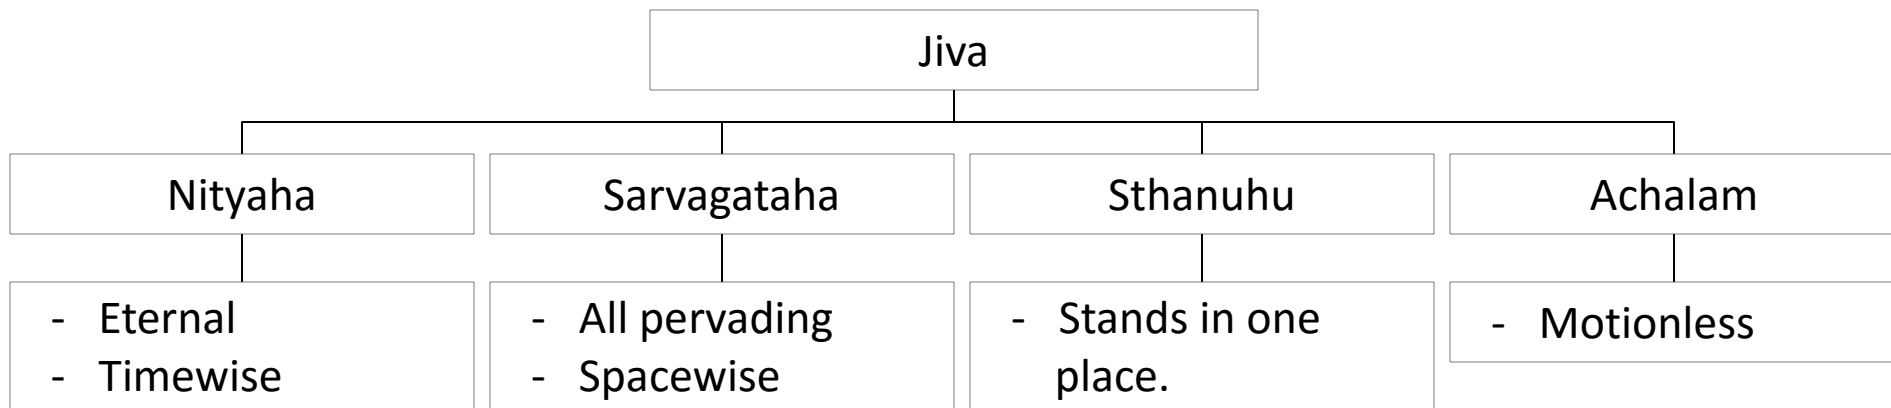 Jiva
Nityaha
Sarvagataha
Sthanuhu
Achalam
- Eternal
- Timewise
- All pervading
- Spacewise
- Stands in one
place.
- Motionless